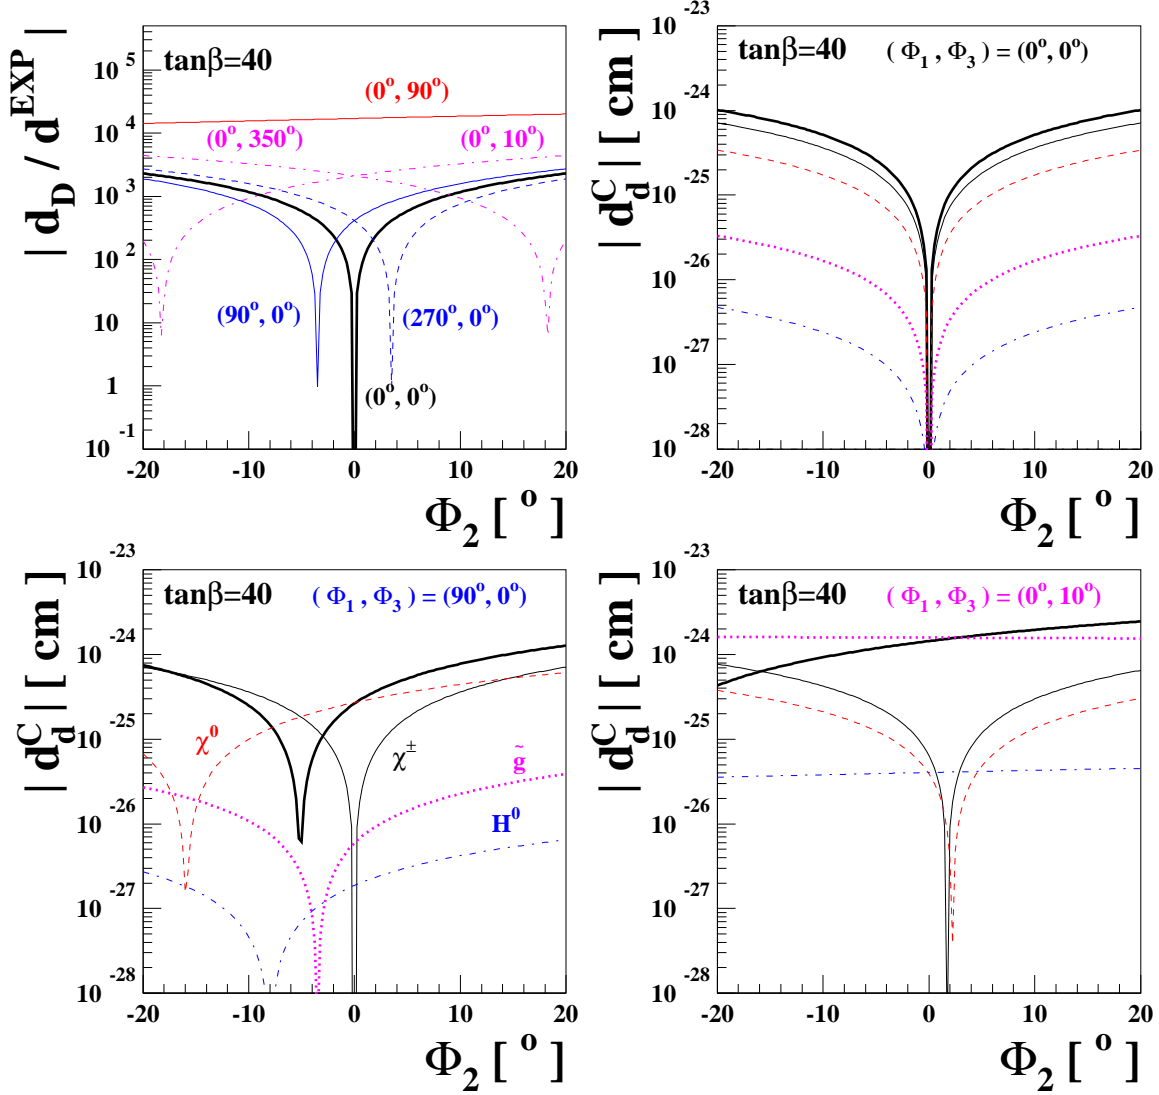 | d_D / d^EXP |
tanβ=40
10^5
10^4
10^3
10^2
10
1
10^-1
(0°, 90°)
(0°, 350°)
(0°, 10°)
(90°, 0°)
(270°, 0°)
(0°, 0°)
-20 -10 0 10 20
Φ_2 [ ° ]
| d_d^C | [ cm ]
tanβ=40
( Φ_1 , Φ_3 ) = (0°, 0°)
10^-23
10^-24
10^-25
10^-26
10^-27
10^-28
-20 -10 0 10 20
Φ_2 [ ° ]
| d_d^C | [ cm ]
tanβ=40
( Φ_1 , Φ_3 ) = (90°, 0°)
10^-23
10^-24
10^-25
10^-26
10^-27
10^-28
χ^0
χ^±
g̃
H^0
-20 -10 0 10 20
Φ_2 [ ° ]
| d_d^C | [ cm ]
tanβ=40
( Φ_1 , Φ_3 ) = (0°, 10°)
10^-23
10^-24
10^-25
10^-26
10^-27
10^-28
-20 -10 0 10 20
Φ_2 [ ° ]